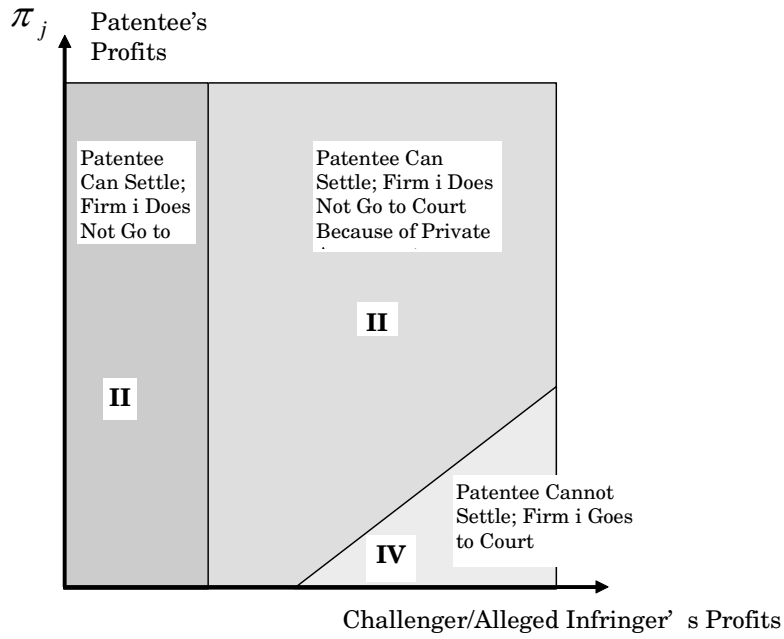 π j
Patentee's
Profits
Patentee
Can Settle;
Firm i Does
Not Go to
Patentee Can
Settle; Firm i Does
Not Go to Court
Because of Private
II
II
Patentee Cannot
Settle; Firm i Goes
to Court
IV
Challenger/Alleged Infringer’ s Profits